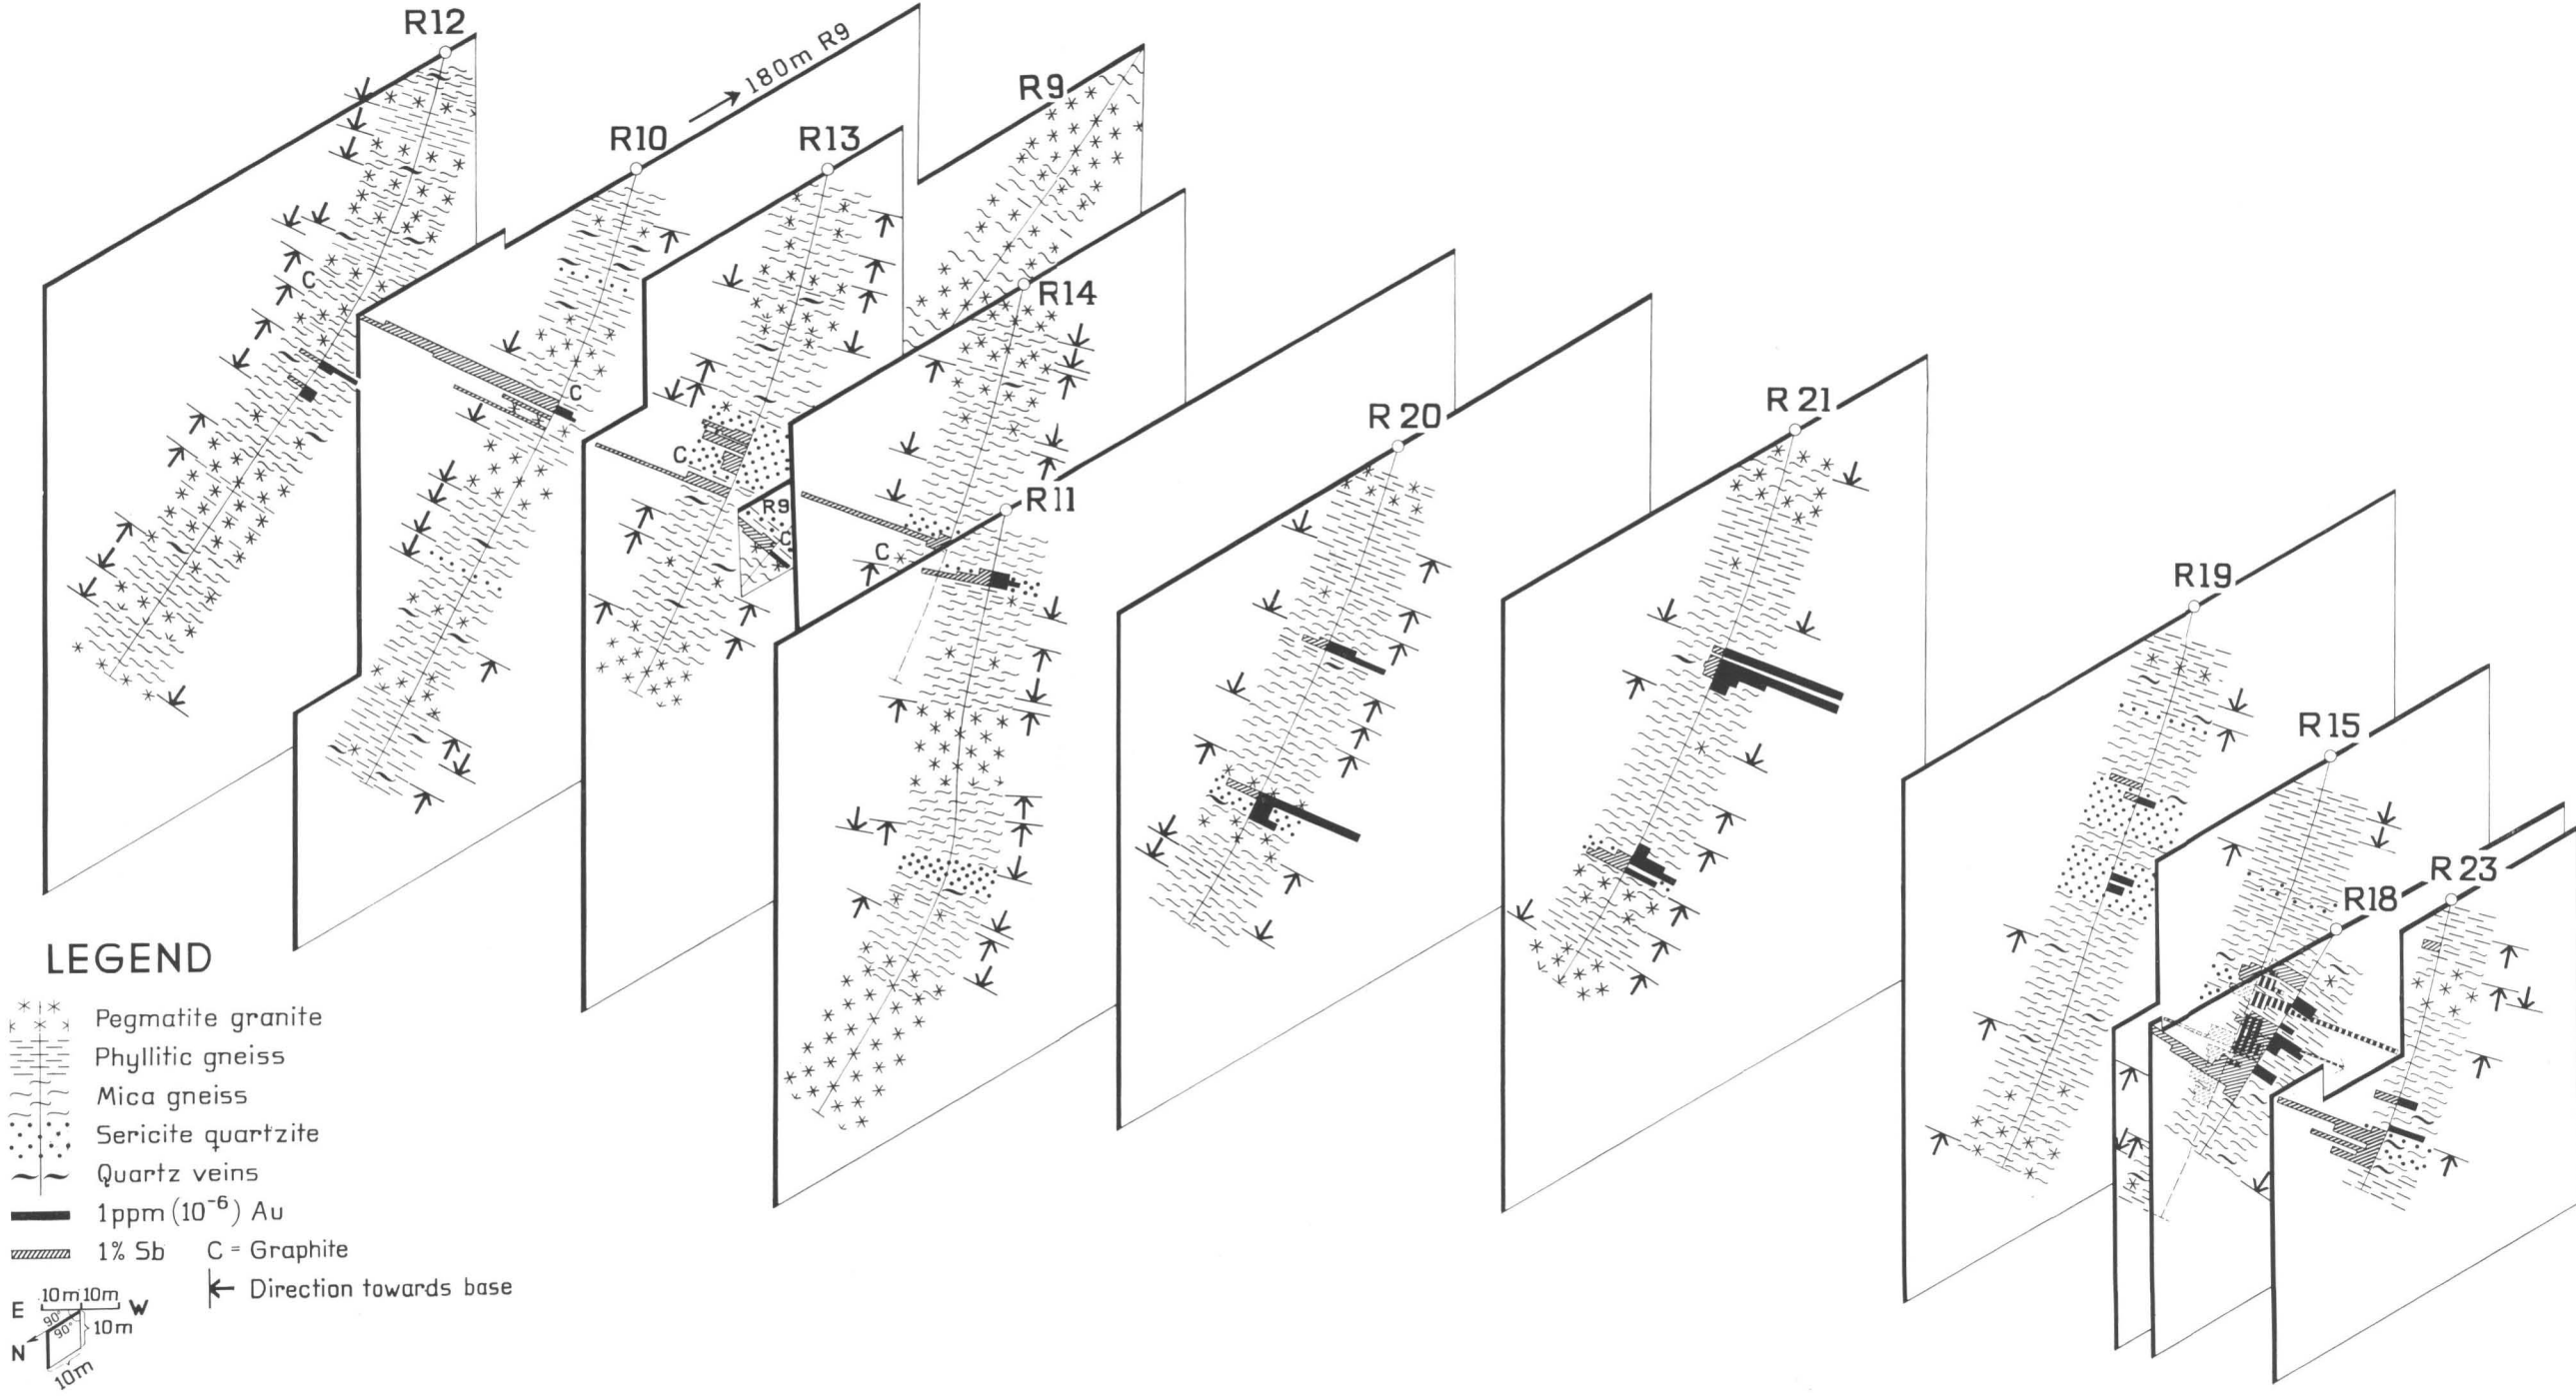 R12
180m R9
R9
R10
R13
R14
R11
R 20
R 21
R19
R15
R 23
R18
C
C
C
R9
C
C
LEGEND
Pegmatite granite
Phyllitic gneiss
Mica gneiss
Sericite quartzite
Quartz veins
1ppm (10⁻⁶) Au
1% Sb C = Graphite
Direction towards base
10m 10m
E W
90°
90°
10m
N
10m